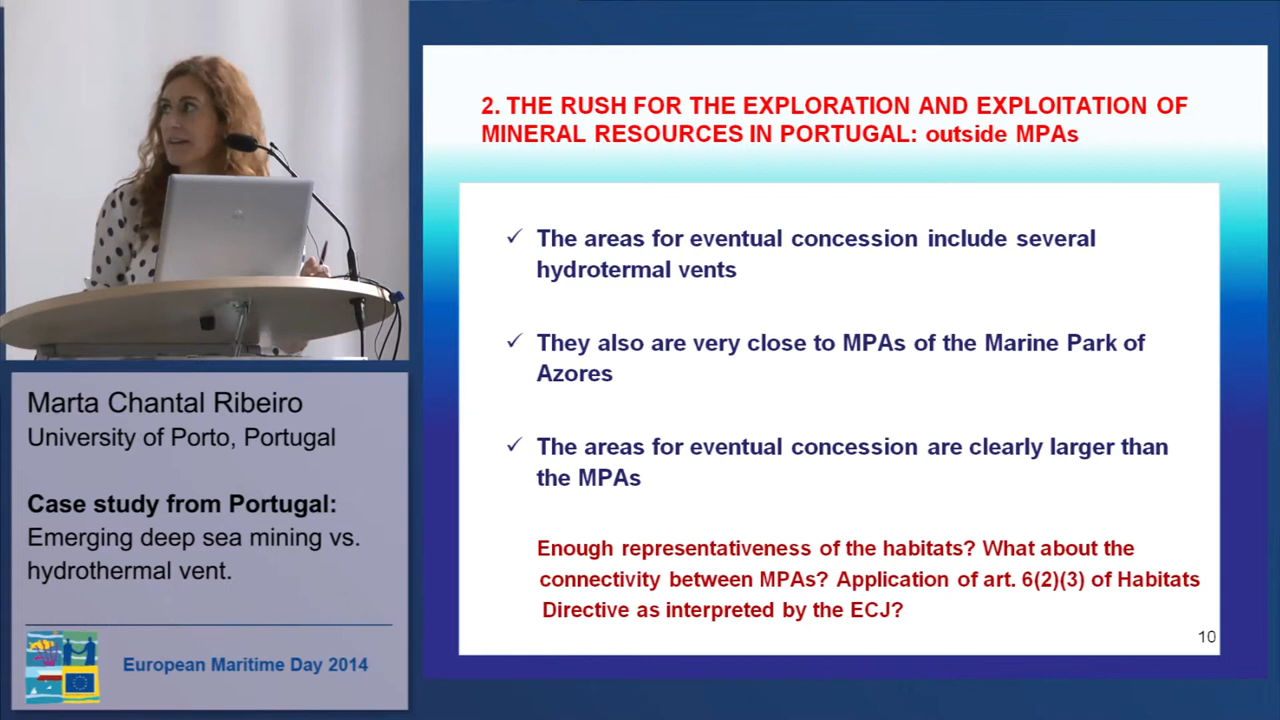 2. THE RUSH FOR THE EXPLORATION AND EXPLOITATION OF
MINERAL RESOURCES IN PORTUGAL: outside MPAs
✓ The areas for eventual concession include several
hydrotermal vents
✓ They also are very close to MPAs of the Marine Park of
Azores
✓ The areas for eventual concession are clearly larger than
the MPAs
Enough representativeness of the habitats? What about the
connectivity between MPAs? Application of art. 6(2)(3) of Habitats
Directive as interpreted by the ECJ?
10
Marta Chantal Ribeiro
University of Porto, Portugal
Case study from Portugal:
Emerging deep sea mining vs.
hydrothermal vent.
European Maritime Day 2014